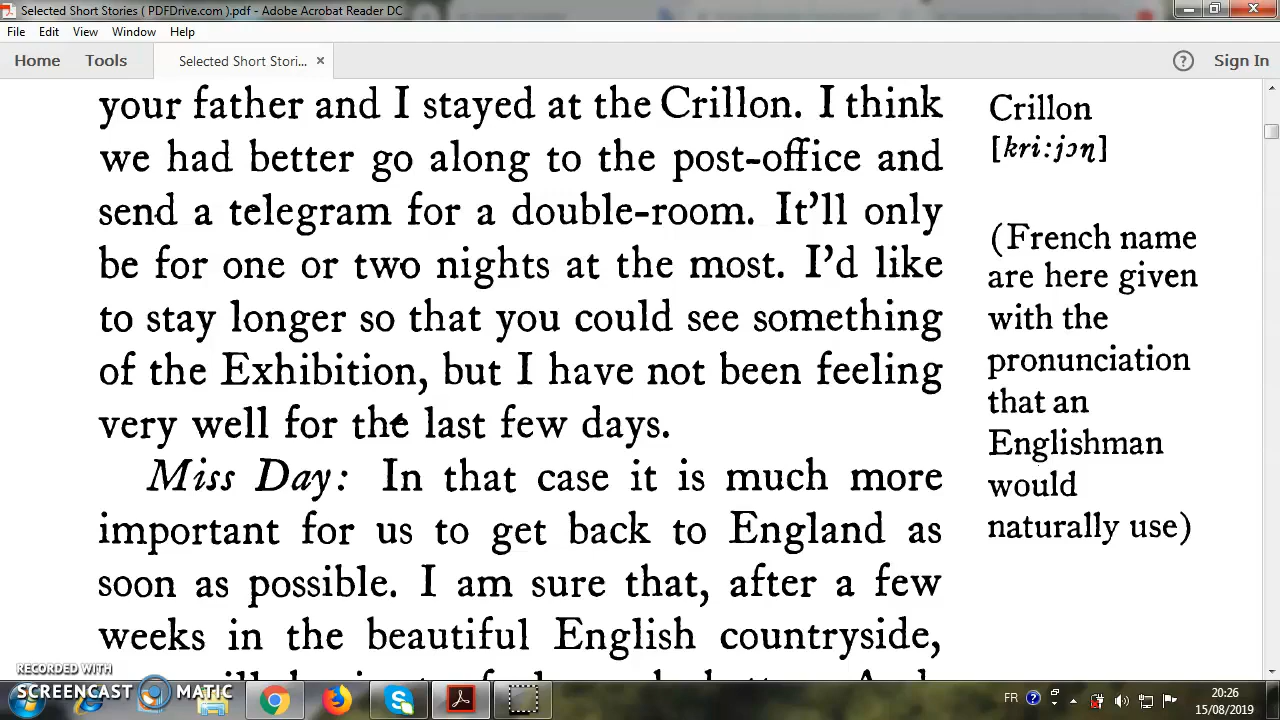 Selected Short Stories ( PDFDrive.com ).pdf - Adobe Acrobat Reader DC
File Edit View Window Help
Home Tools Selected Short Stori... × ? Sign In
your father and I stayed at the Crillon. I think
we had better go along to the post-office and
send a telegram for a double-room. It'll only
be for one or two nights at the most. I'd like
to stay longer so that you could see something
of the Exhibition, but I have not been feeling
very well for the last few days.
Miss Day: In that case it is much more
important for us to get back to England as
soon as possible. I am sure that, after a few
weeks in the beautiful English countryside,
Crillon
[kri:jɔŋ]
(French name
are here given
with the
pronunciation
that an
Englishman
would
naturally use)
RECORDED WITH
SCREENCAST MATIC
FR
20:26
15/08/2019